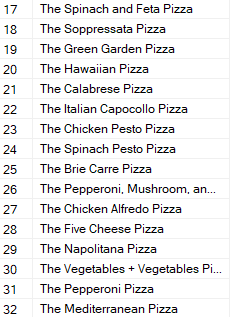 17 The Spinach and Feta Pizza
18 The Soppressata Pizza
19 The Green Garden Pizza
20 The Hawaiian Pizza
21 The Calabrese Pizza
22 The Italian Capocollo Pizza
23 The Chicken Pesto Pizza
24 The Spinach Pesto Pizza
25 The Brie Carre Pizza
26 The Pepperoni, Mushroom, an...
27 The Chicken Alfredo Pizza
28 The Five Cheese Pizza
29 The Napolitana Pizza
30 The Vegetables + Vegetables Pi...
31 The Pepperoni Pizza
32 The Mediterranean Pizza